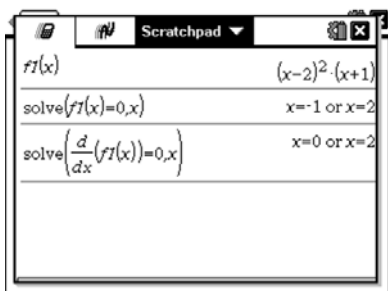 Scratchpad
f1(x) (x−2)²·(x+1)
solve(f1(x)=0,x) x=-1 or x=2
solve(d/dx(f1(x))=0,x) x=0 or x=2